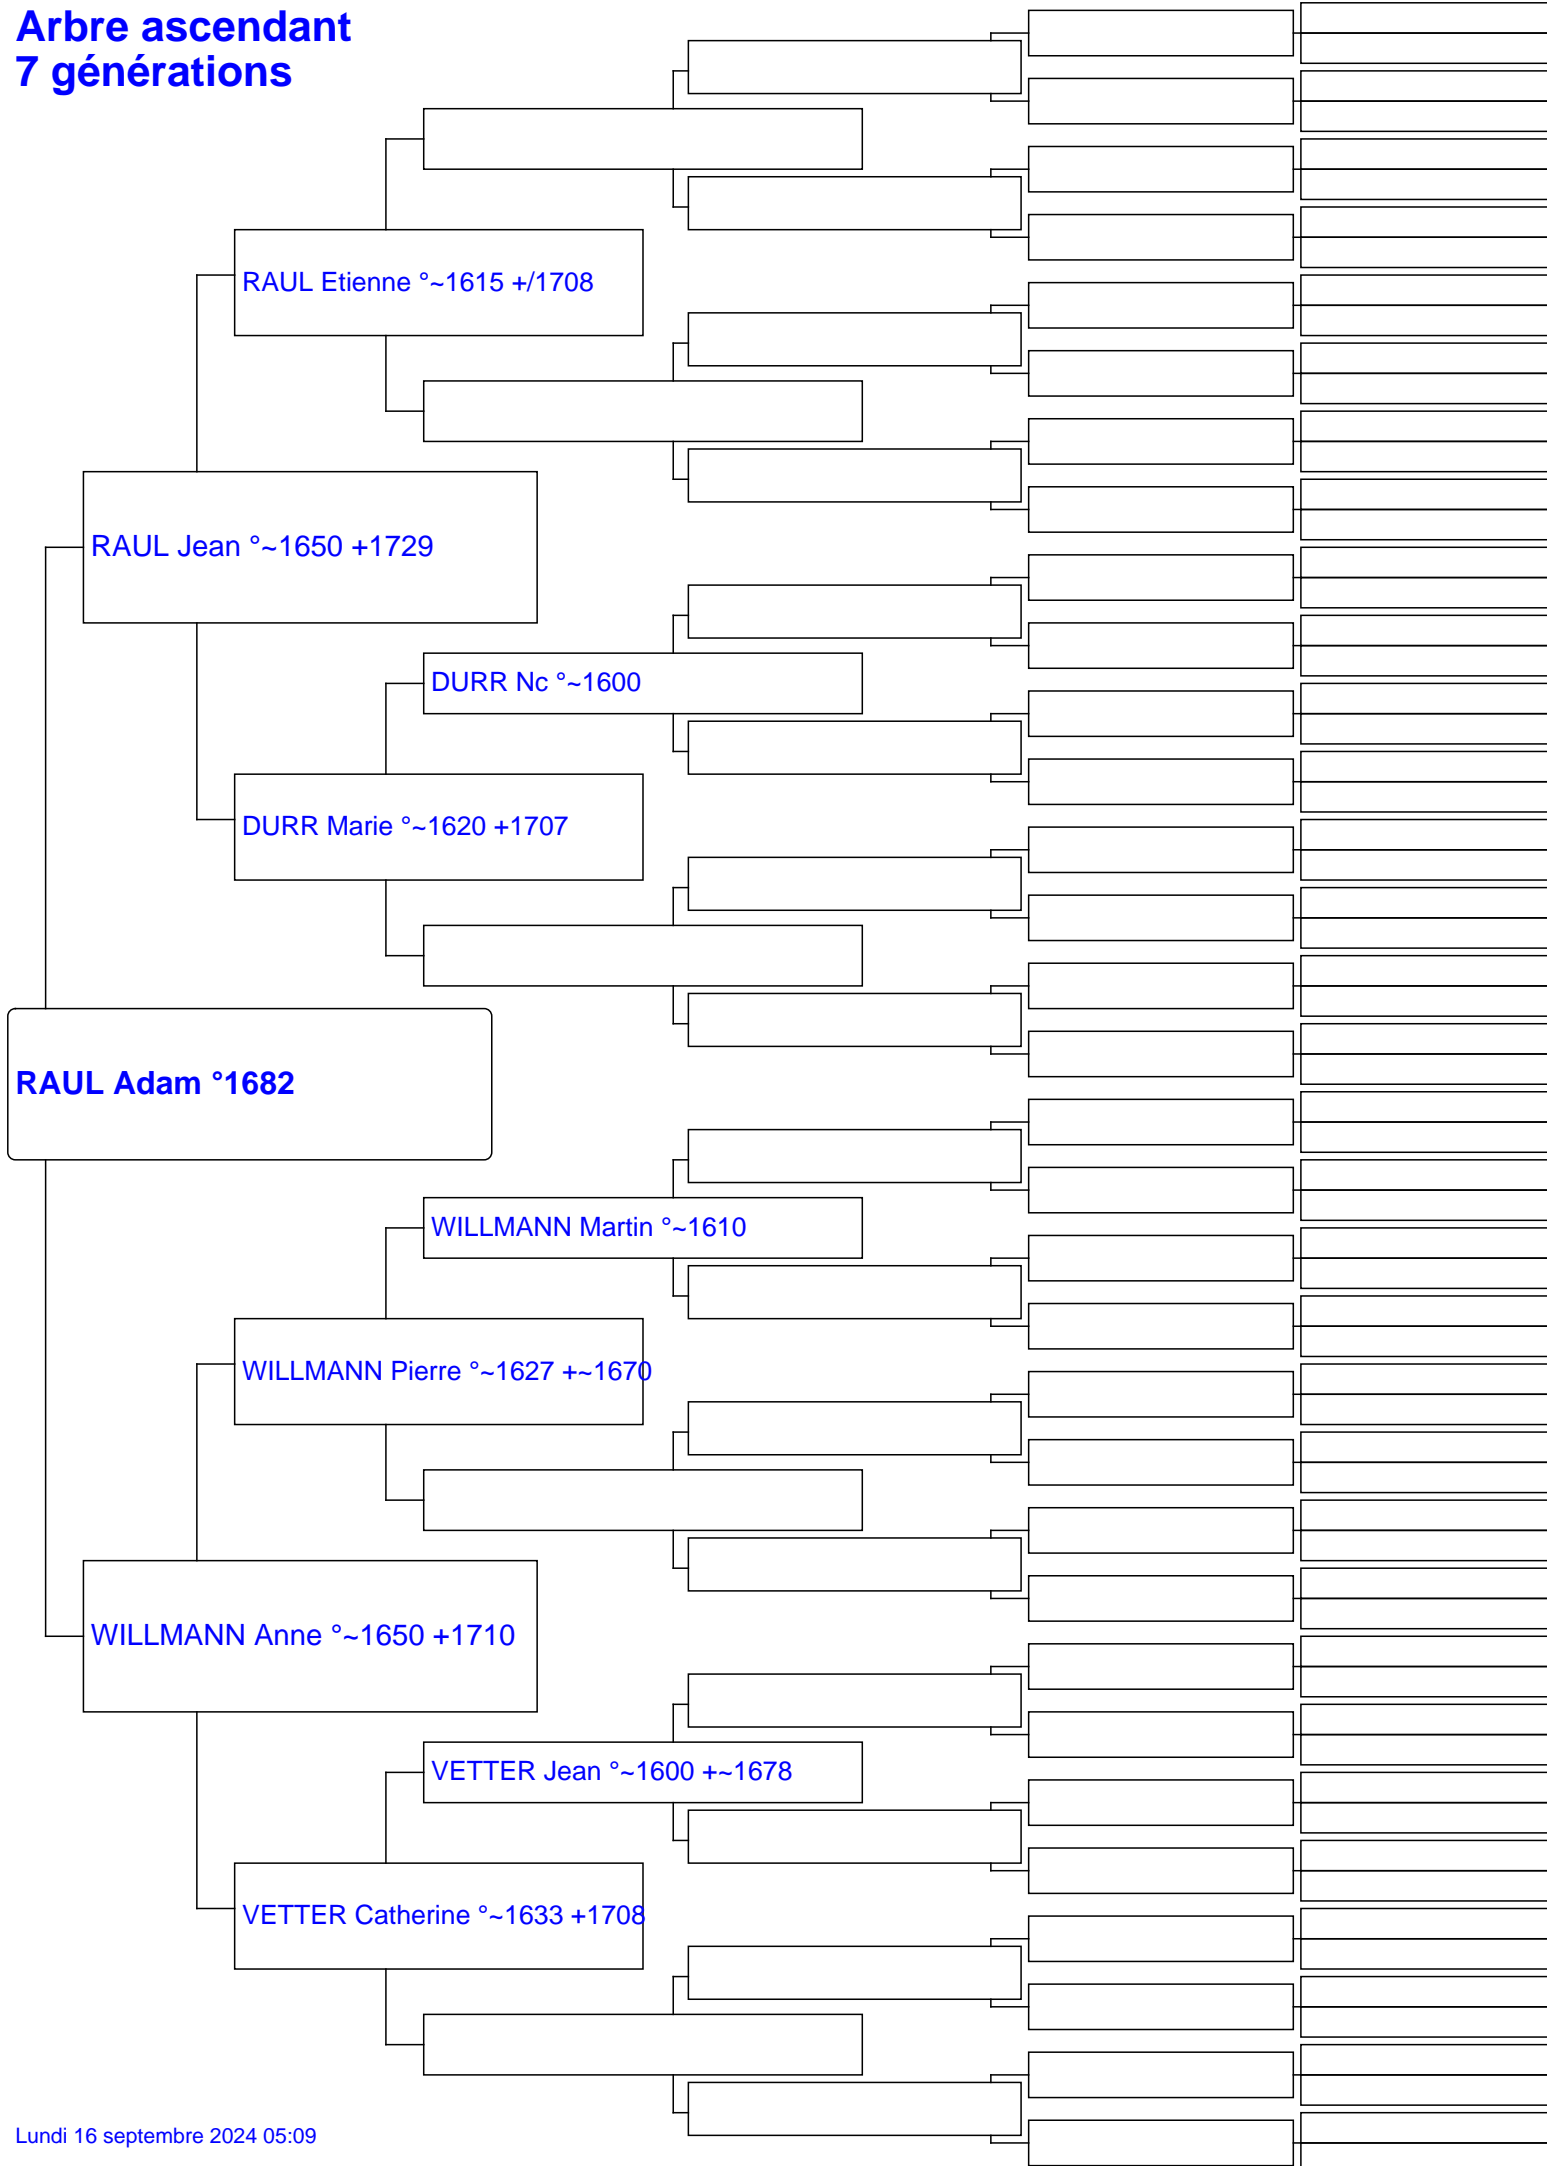 Arbre ascendant
7 générations
RAUL Etienne °~1615 +/1708
RAUL Jean °~1650 +1729
DURR Nc °~1600
DURR Marie °~1620 +1707
RAUL Adam °1682
WILLMANN Martin °~1610
WILLMANN Pierre °~1627 +~1670
WILLMANN Anne °~1650 +1710
VETTER Jean °~1600 +~1678
VETTER Catherine °~1633 +1708
Lundi 16 septembre 2024 05:09